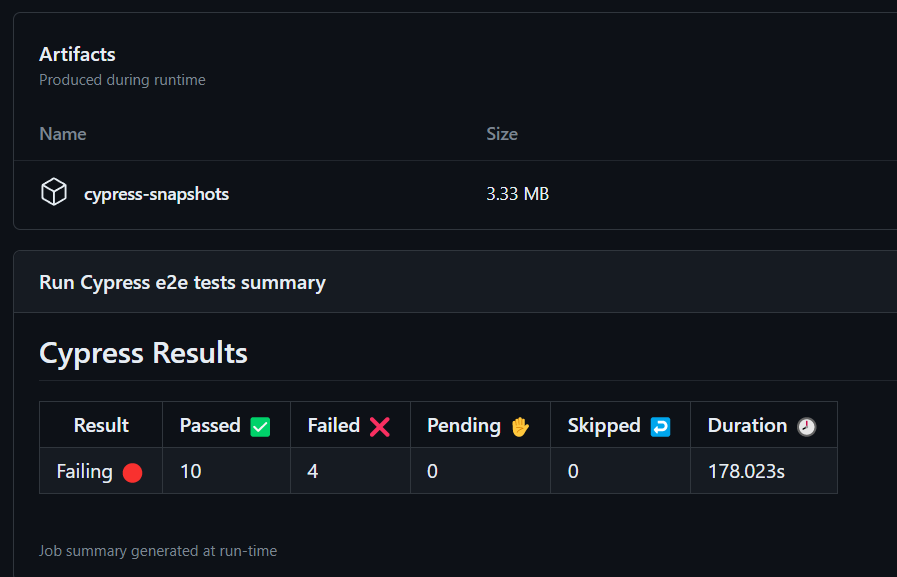 Artifacts
Produced during runtime
Name Size
cypress-snapshots 3.33 MB
Run Cypress e2e tests summary
Cypress Results
Result Passed ✅ Failed ❌ Pending ✋ Skipped ↩️ Duration 🕗
Failing 🔴 10 4 0 0 178.023s
Job summary generated at run-time